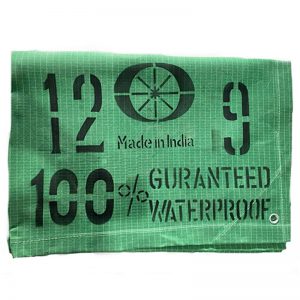 12 9
Made in India
100% GURANTEED
WATERPROOF